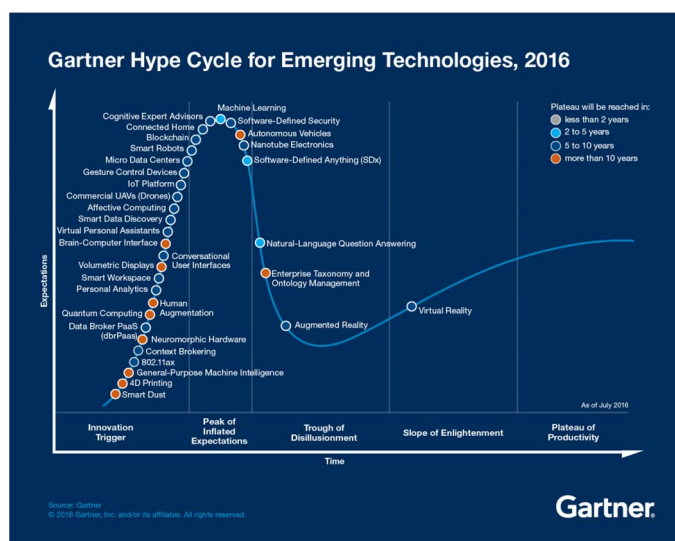 Gartner Hype Cycle for Emerging Technologies, 2016
Plateau will be reached in:
less than 2 years
2 to 5 years
5 to 10 years
more than 10 years
Expectations
Machine Learning
Cognitive Expert Advisors
Software-Defined Security
Connected Home
Autonomous Vehicles
Blockchain
Nanotube Electronics
Smart Robots
Micro Data Centers
Software-Defined Anything (SDx)
Gesture Control Devices
IoT Platform
Commercial UAVs (Drones)
Affective Computing
Smart Data Discovery
Virtual Personal Assistants
Brain-Computer Interface
Conversational
User Interfaces
Volumetric Displays
Smart Workspace
Personal Analytics
Human
Augmentation
Quantum Computing
Data Broker PaaS
(dbrPaas)
Neuromorphic Hardware
Context Brokering
802.11ax
General-Purpose Machine Intelligence
4D Printing
Smart Dust
Natural-Language Question Answering
Enterprise Taxonomy and
Ontology Management
Augmented Reality
Virtual Reality
As of July 2016
Innovation
Trigger
Peak of
Inflated
Expectations
Trough of
Disillusionment
Slope of Enlightenment
Plateau of
Productivity
Time
Source: Gartner
© 2016 Gartner, Inc. and/or its affiliates. All rights reserved.
Gartner